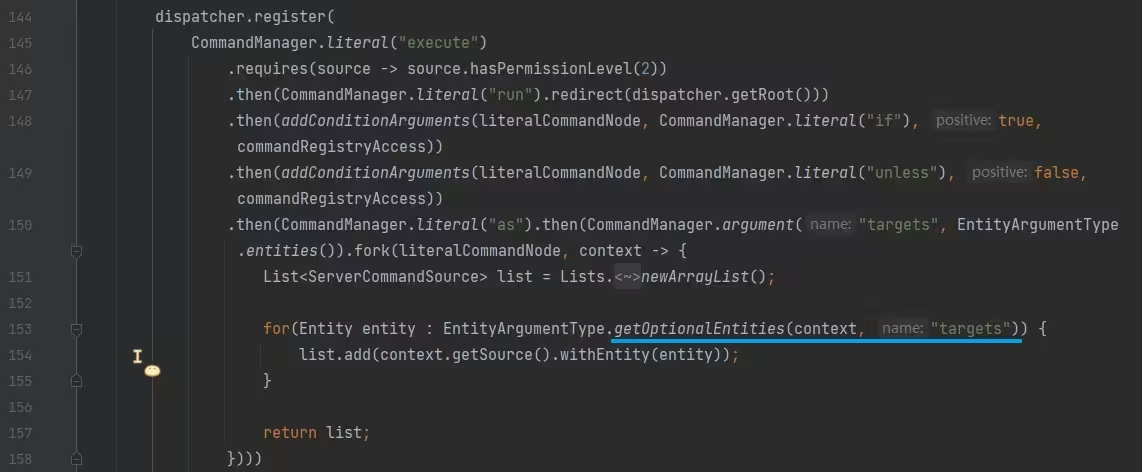 144 dispatcher.register(
145 CommandManager.literal("execute")
146 .requires(source -> source.hasPermissionLevel(2))
147 .then(CommandManager.literal("run").redirect(dispatcher.getRoot()))
148 .then(addConditionArguments(literalCommandNode, CommandManager.literal("if"), positive: true,
commandRegistryAccess))
149 .then(addConditionArguments(literalCommandNode, CommandManager.literal("unless"), positive: false,
commandRegistryAccess))
150 .then(CommandManager.literal("as").then(CommandManager.argument( name: "targets", EntityArgumentType
.entities()).fork(literalCommandNode, context -> {
151 List<ServerCommandSource> list = Lists.<~>newArrayList();
152
153 for(Entity entity : EntityArgumentType.getOptionalEntities(context, name: "targets")) {
154 list.add(context.getSource().withEntity(entity));
155 }
156
157 return list;
158 })))